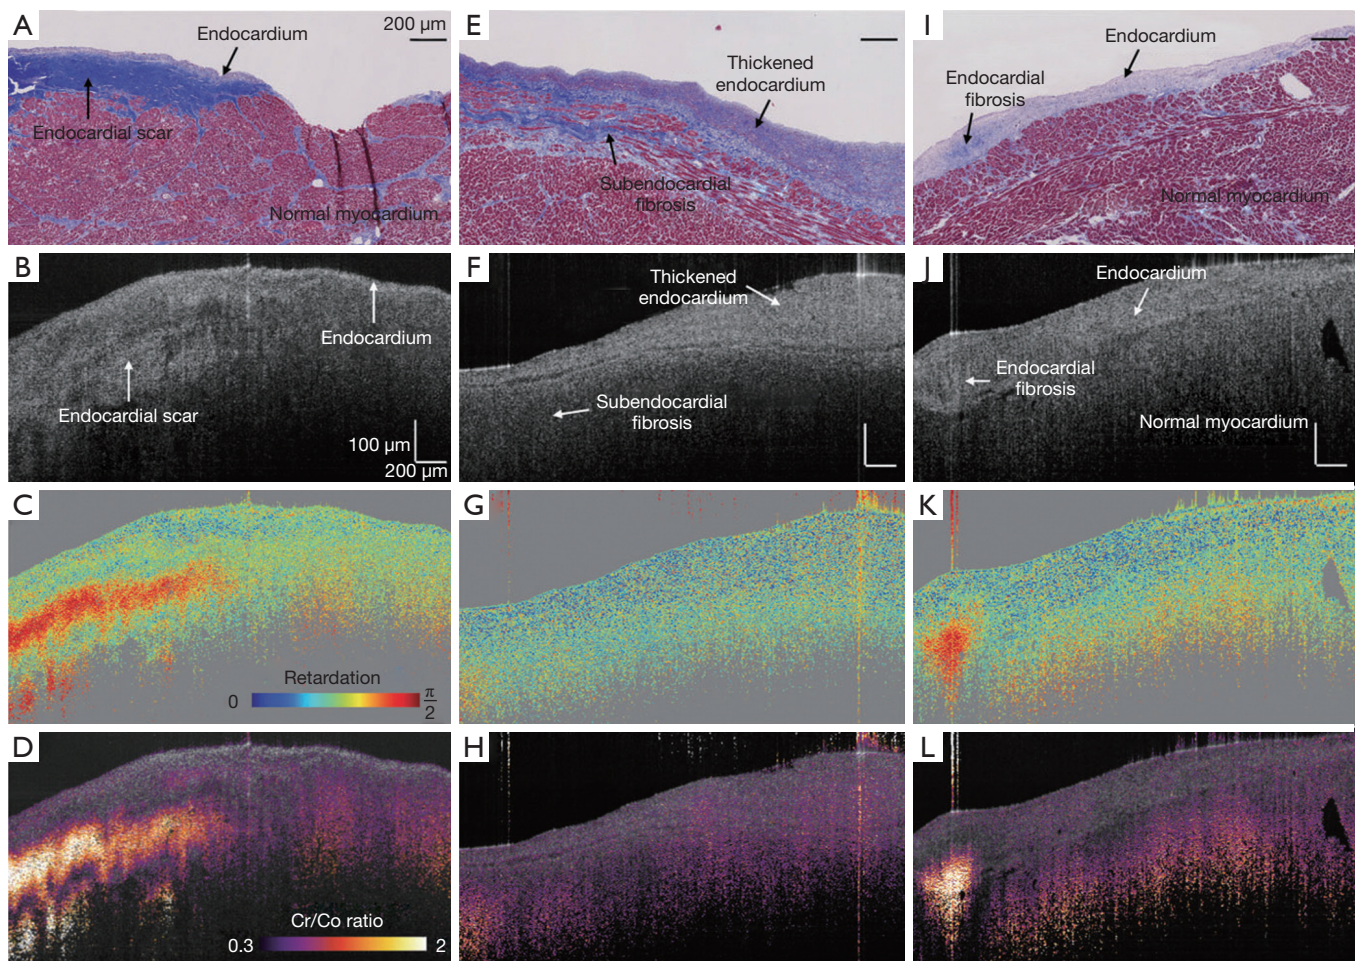 A
200 µm
Endocardium
Endocardial scar
Normal myocardium
E
Thickened
endocardium
Subendocardial
fibrosis
I
Endocardium
Endocardial
fibrosis
Normal myocardium
B
Endocardium
Endocardial scar
100 µm
200 µm
F
Thickened
endocardium
Subendocardial
fibrosis
J
Endocardium
Endocardial
fibrosis
Normal myocardium
C
Retardation
0
π
2
G
K
D
Cr/Co ratio
0.3
2
H
L